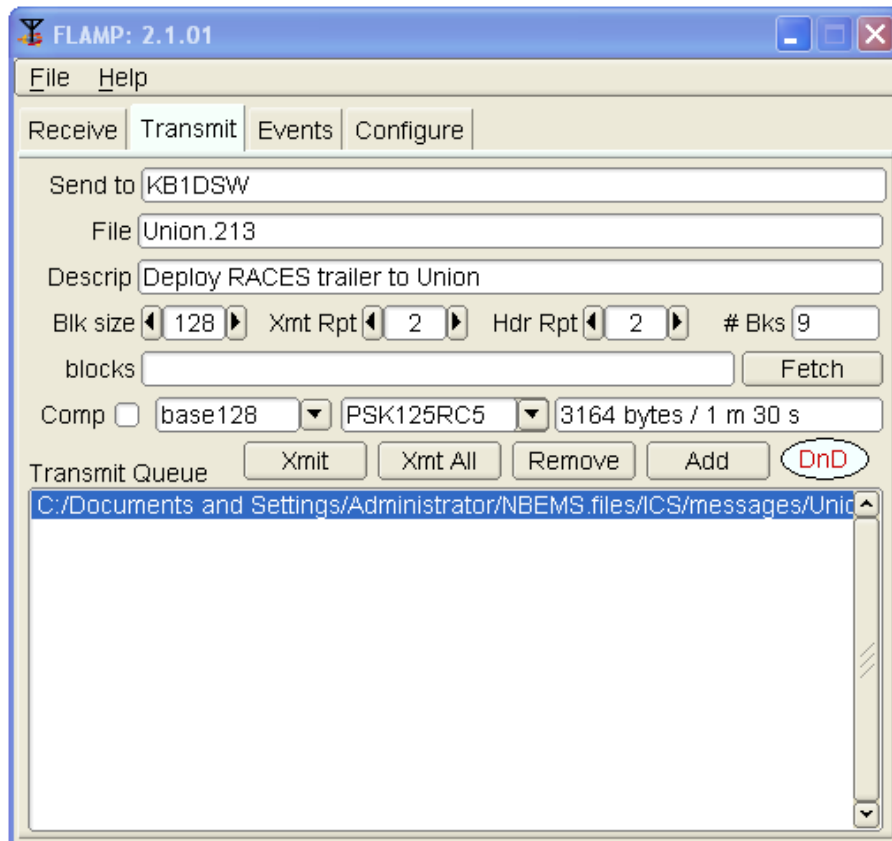 FLAMP: 2.1.01
File Help
Receive Transmit Events Configure
Send to KB1DSW
File Union.213
Descrip Deploy RACES trailer to Union
Blk size 128 Xmt Rpt 2 Hdr Rpt 2 # Bks 9
blocks Fetch
Comp base128 PSK125RC5 3164 bytes / 1 m 30 s
Transmit Queue Xmit Xmt All Remove Add DnD
C:/Documents and Settings/Administrator/NBEMS.files/ICS/messages/Unic